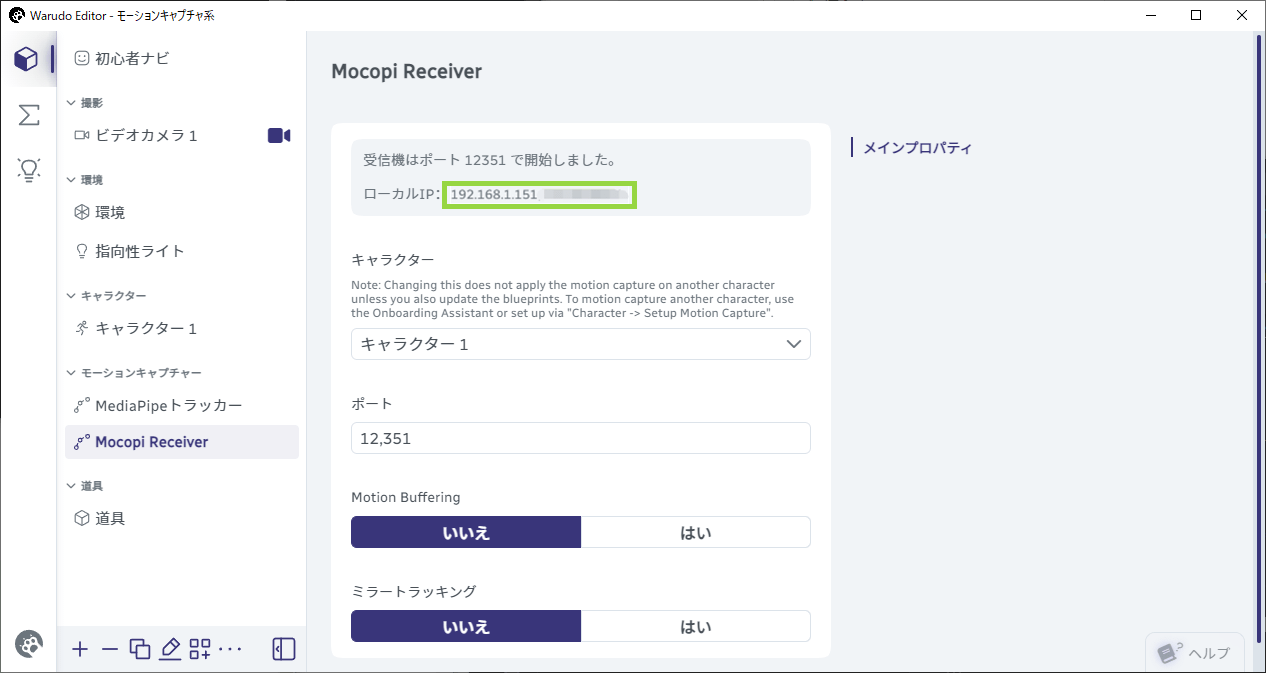 Warudo Editor - モーションキャプチャ系
初心者ナビ
撮影
ビデオカメラ 1
環境
環境
指向性ライト
キャラクター
キャラクター 1
モーションキャプチャー
MediaPipeトラッカー
Mocopi Receiver
道具
道具
Mocopi Receiver
受信機はポート 12351 で開始しました。
ローカルIP: 192.168.1.151
キャラクター
Note: Changing this does not apply the motion capture on another character
unless you also update the blueprints. To motion capture another character, use
the Onboarding Assistant or set up via "Character -> Setup Motion Capture".
キャラクター 1
ポート
12,351
Motion Buffering
いいえ はい
ミラートラッキング
いいえ はい
メインプロパティ
ヘルプ